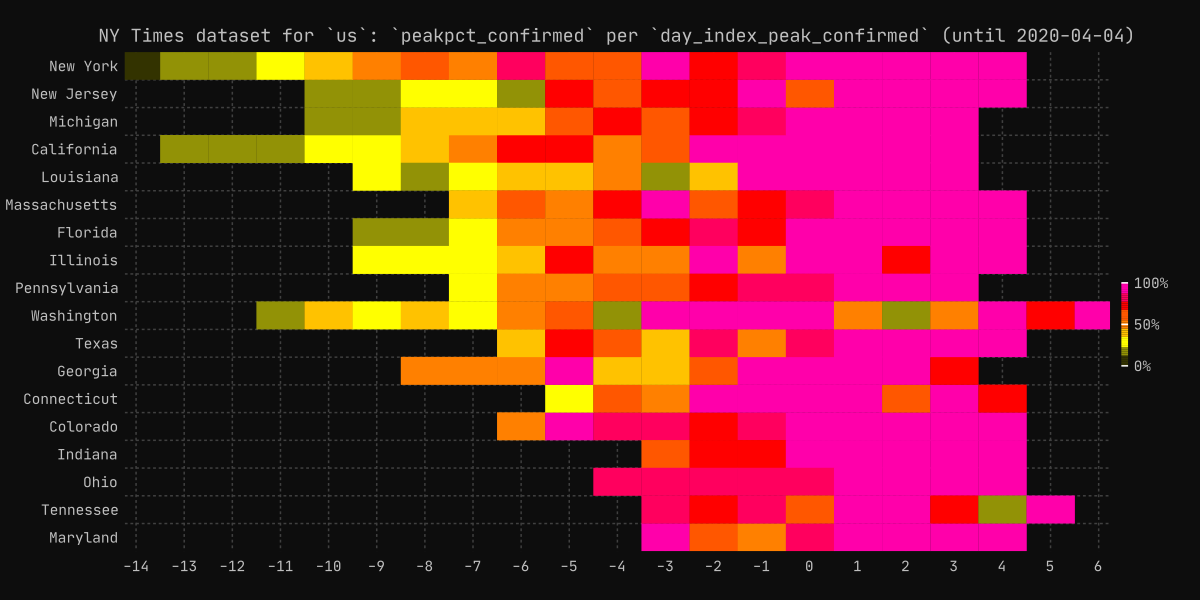 NY Times dataset for `us`: `peakpct_confirmed` per `day_index_peak_confirmed` (until 2020-04-04)
New York
New Jersey
Michigan
California
Louisiana
Massachusetts
Florida
Illinois
Pennsylvania
Washington
Texas
Georgia
Connecticut
Colorado
Indiana
Ohio
Tennessee
Maryland
-14 -13 -12 -11 -10 -9 -8 -7 -6 -5 -4 -3 -2 -1 0 1 2 3 4 5 6
100%
50%
0%